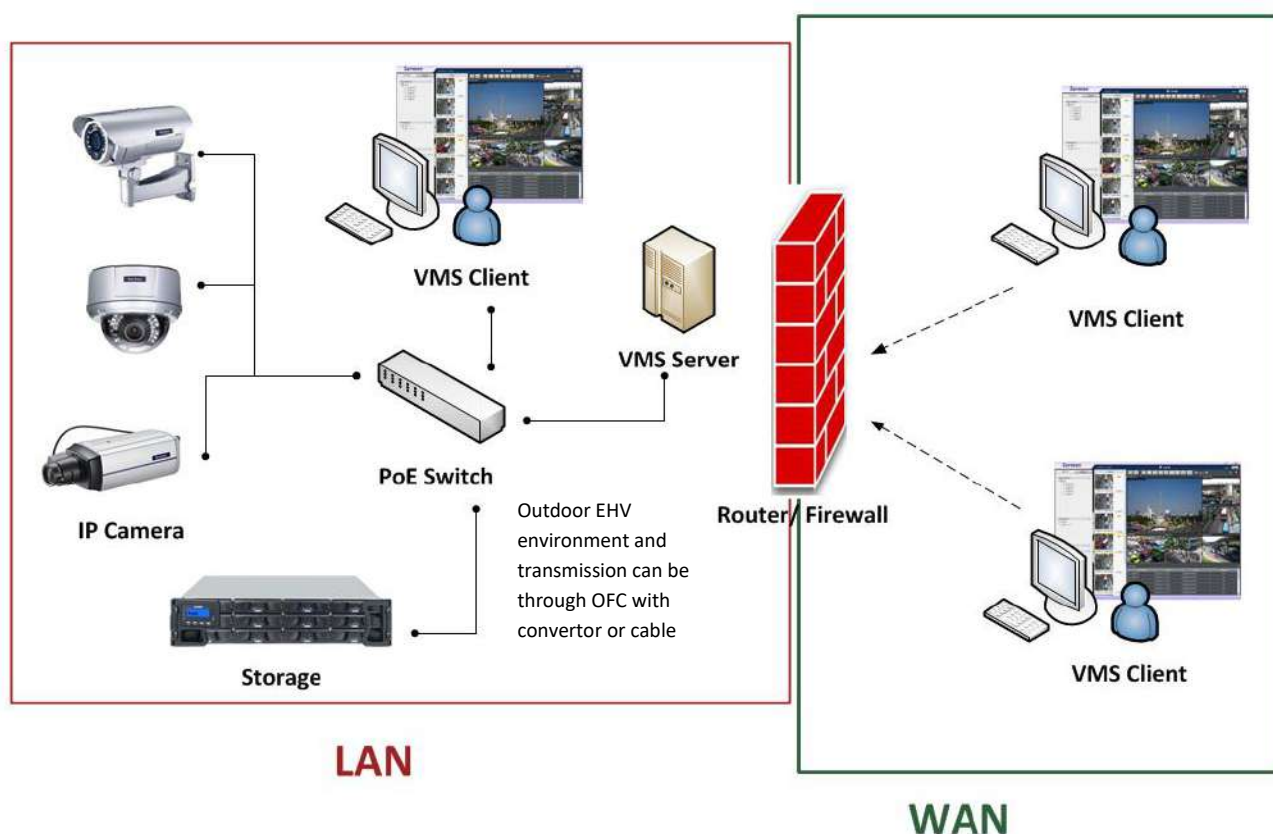 VMS Client
VMS Server
VMS Client
PoE Switch
IP Camera
Outdoor EHV
environment and
transmission can be
through OFC with
convertor or cable
Router/ Firewall
Storage
VMS Client
LAN
WAN